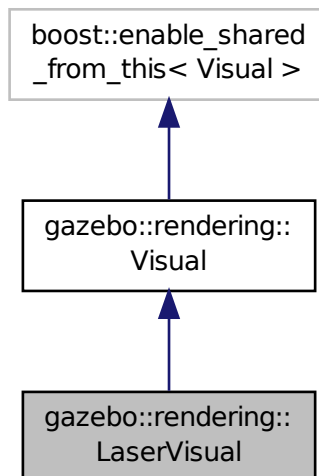 boost::enable_shared
_from_this< Visual >
gazebo::rendering::
Visual
gazebo::rendering::
LaserVisual